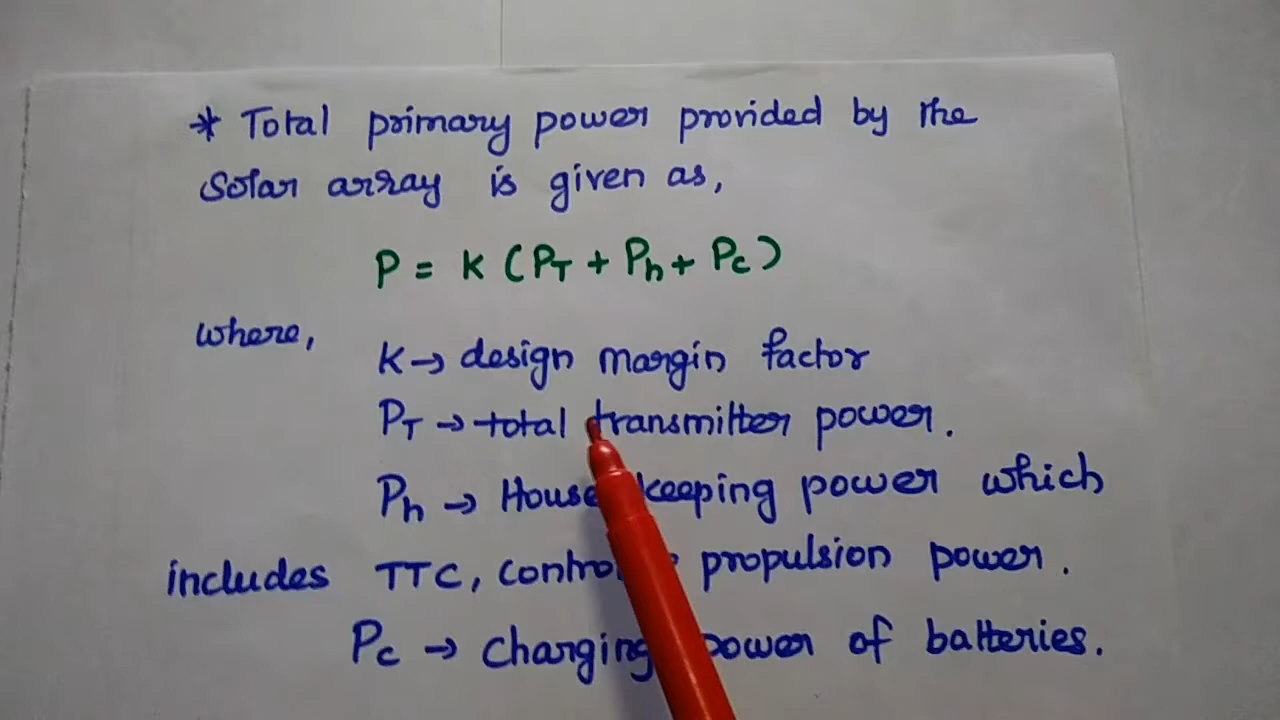 * Total primary power provided by the
Solar array is given as,
P = K (PT + Ph + Pc)
where,
K → design margin factor
PT → total transmitter power.
Ph → House keeping power which
includes TTC, propulsion power.
Pc → charging power of batteries.